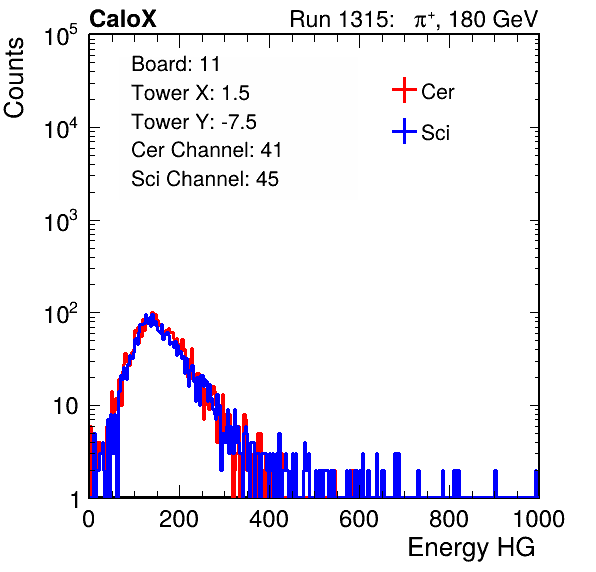 CaloX Run 1315: π⁺, 180 GeV
Counts
Board: 11
Tower X: 1.5
Tower Y: -7.5
Cer Channel: 41
Sci Channel: 45
Cer
Sci
10⁵
10⁴
10³
10²
10
1
0 200 400 600 800 1000
Energy HG